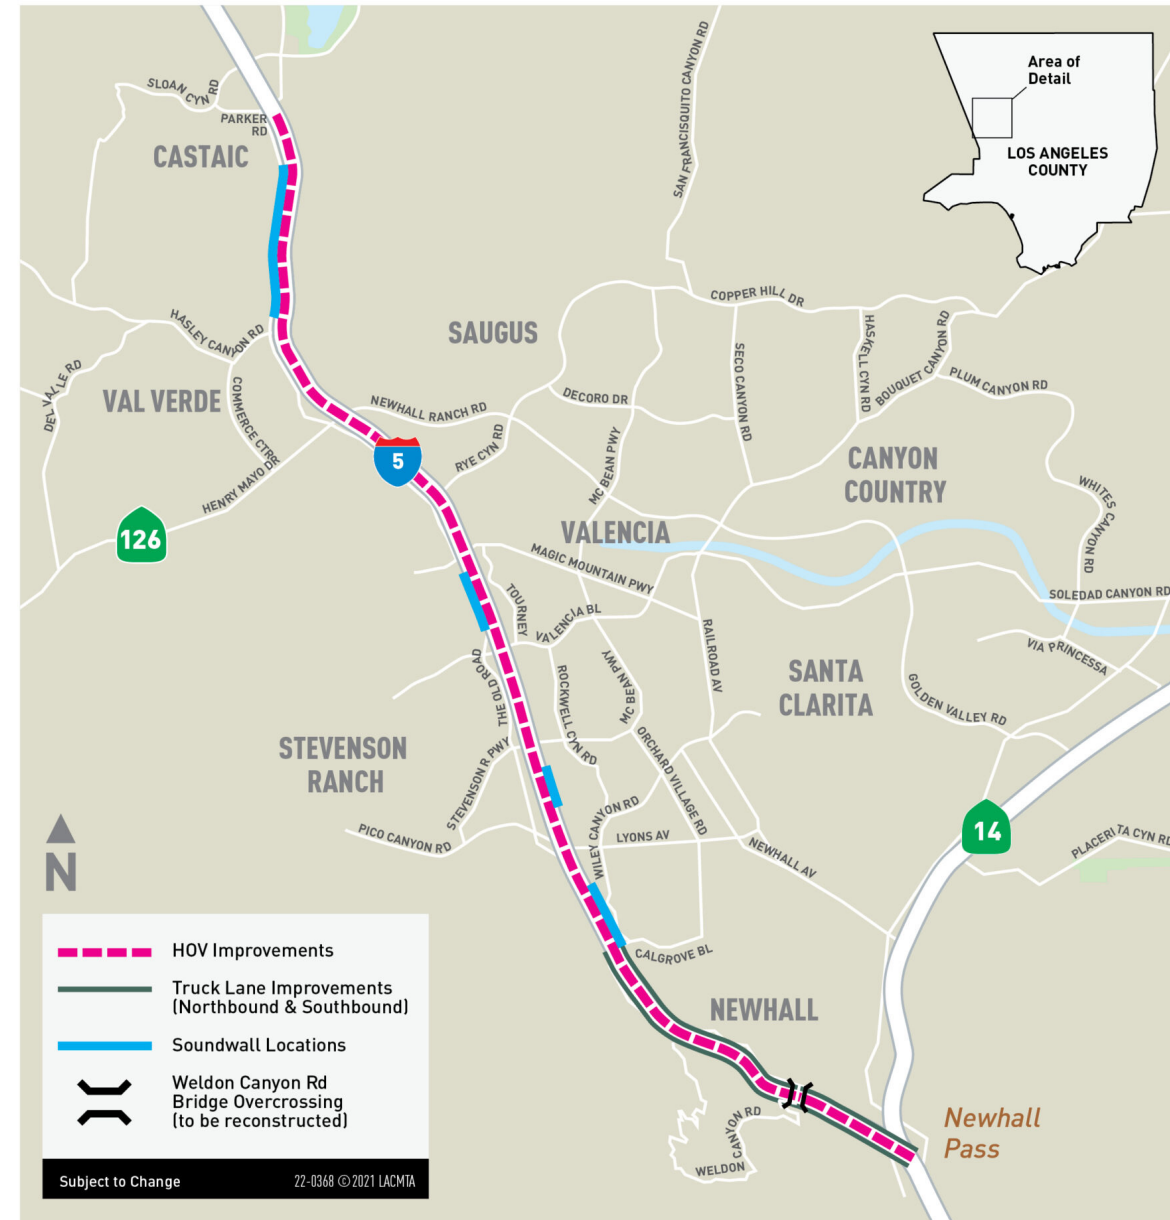 SLOAN CYN RD
PARKER
RD
CASTAIC
SAN FRANCISQUITO CANYON RD
Area of
Detail
LOS ANGELES
COUNTY
COPPER HILL DR
HASLEY CANYON RD
SAUGUS
SECO CANYON RD
HASKELL CYN RD
BOUQUET CANYON RD
PLUM CANYON RD
DEL VALLE RD
VAL VERDE
COMMERCE CTR
NEWHALL RANCH RD
DECORO DR
RYE CYN RD
MC BEAN PWY
CANYON
COUNTRY
5
HENRY MAYO DR
WHITES CANYON RD
126
VALENCIA
MAGIC MOUNTAIN PWY
SOLEDAD CANYON RD
TOURNEY
VALENCIA BL
RAILROAD AV
VIA PRINCESSA
THE OLD ROAD
ROCKWELL CYN RD
MC BEAN PWY
SANTA
CLARITA
GOLDEN VALLEY RD
STEVENSON
RANCH
STEVENSON R PWY
ORCHARD VILLAGE RD
PICO CANYON RD
WILEY CANYON RD
LYONS AV
NEWHALL AV
14
PLACERITA CYN RD
N
CALGROVE BL
NEWHALL
HOV Improvements
Truck Lane Improvements
(Northbound & Southbound)
Soundwall Locations
Weldon Canyon Rd
Bridge Overcrossing
(to be reconstructed)
WELDON CANYON RD
Newhall
Pass
Subject to Change
22-0368 ©2021 LACMTA